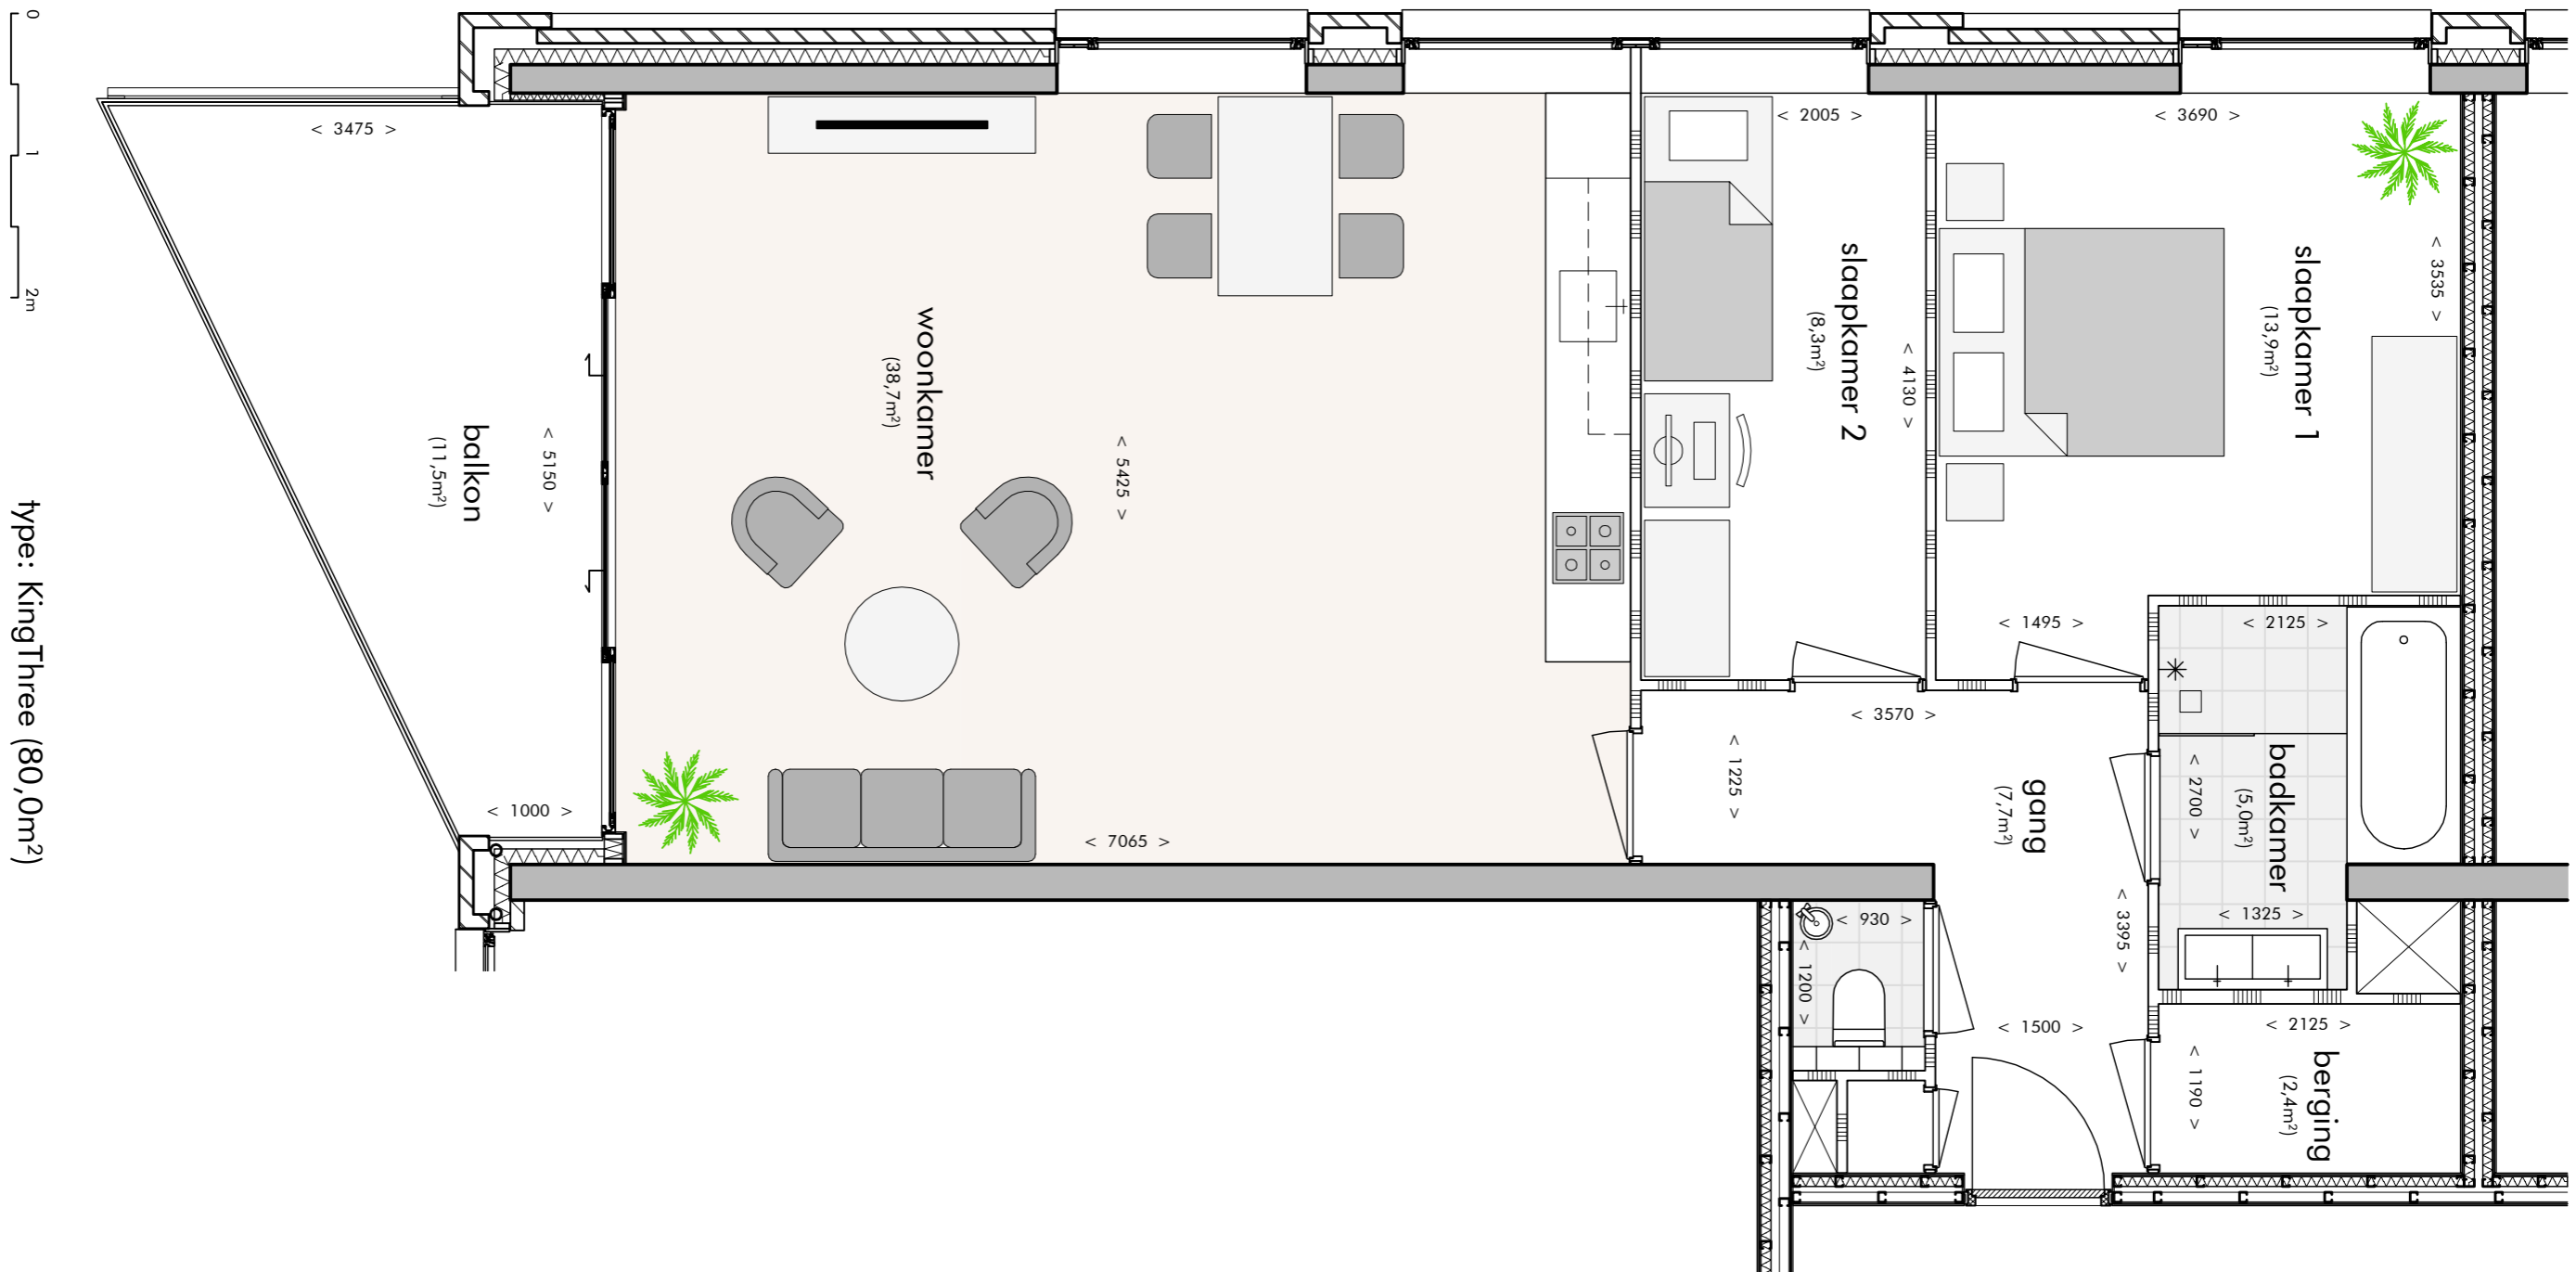 0
1
2m
type: KingThree (80,0m²)
< 3475 >
balkon
(11,5m²)
< 5150 >
< 1000 >
woonkamer
(38,7m²)
< 5425 >
< 7065 >
< 2005 >
slaapkamer 2
(8,3m²)
< 4130 >
< 3690 >
slaapkamer 1
(13,9m²)
< 3535 >
< 1495 >
< 2125 >
< 3570 >
< 1225 >
gang
(7,7m²)
< 3395 >
< 1500 >
badkamer
(5,0m²)
< 2700 >
< 1325 >
< 930 >
< 1200 >
< 2125 >
berging
(2,4m²)
< 1190 >